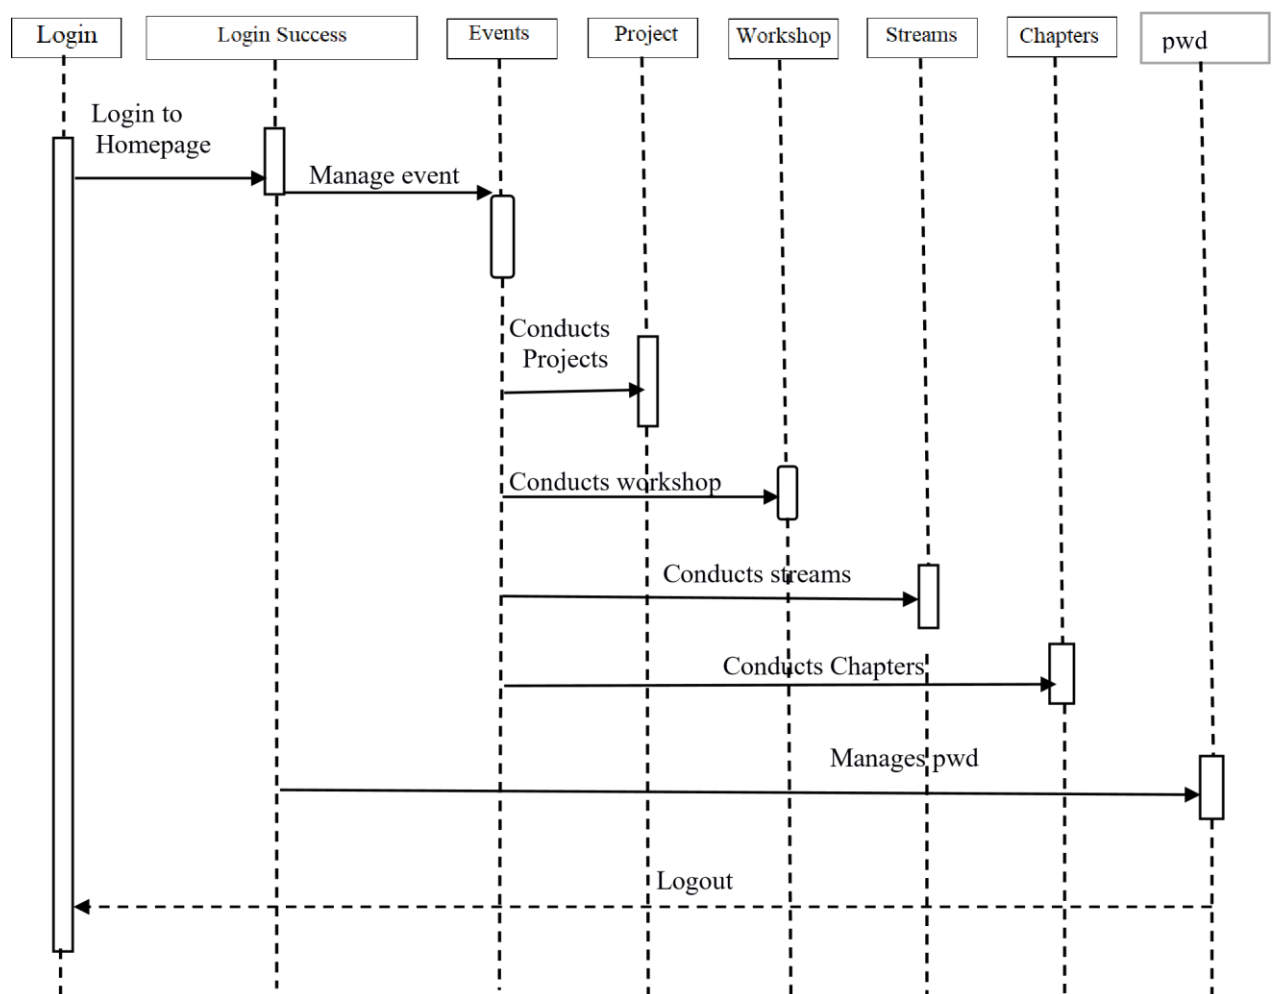 Login
Login Success
Events
Project
Workshop
Streams
Chapters
pwd
Login to
Homepage
Manage event
Conducts
Projects
Conducts workshop
Conducts streams
Conducts Chapters
Manages pwd
Logout